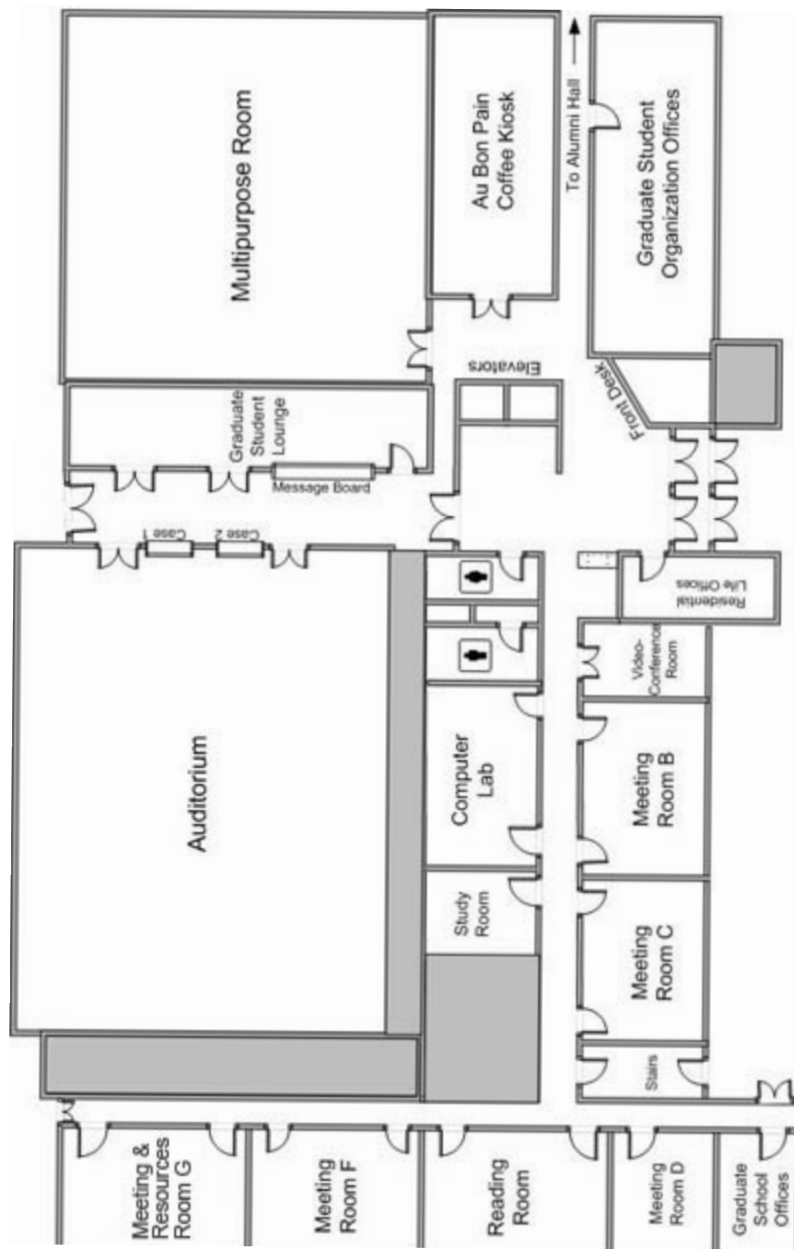 Multipurpose Room
Au Bon Pain
Coffee Kiosk
To Alumni Hall
Graduate Student
Organization Offices
Elevators
Front Desk
Graduate
Student
Lounge
Message Board
Case 1
Case 2
Residential
Life Offices
Video-
Conference
Room
Auditorium
Computer
Lab
Meeting
Room B
Study
Room
Meeting
Room C
Stairs
Meeting &
Resources
Room G
Meeting
Room F
Reading
Room
Meeting
Room D
Graduate
School
Offices